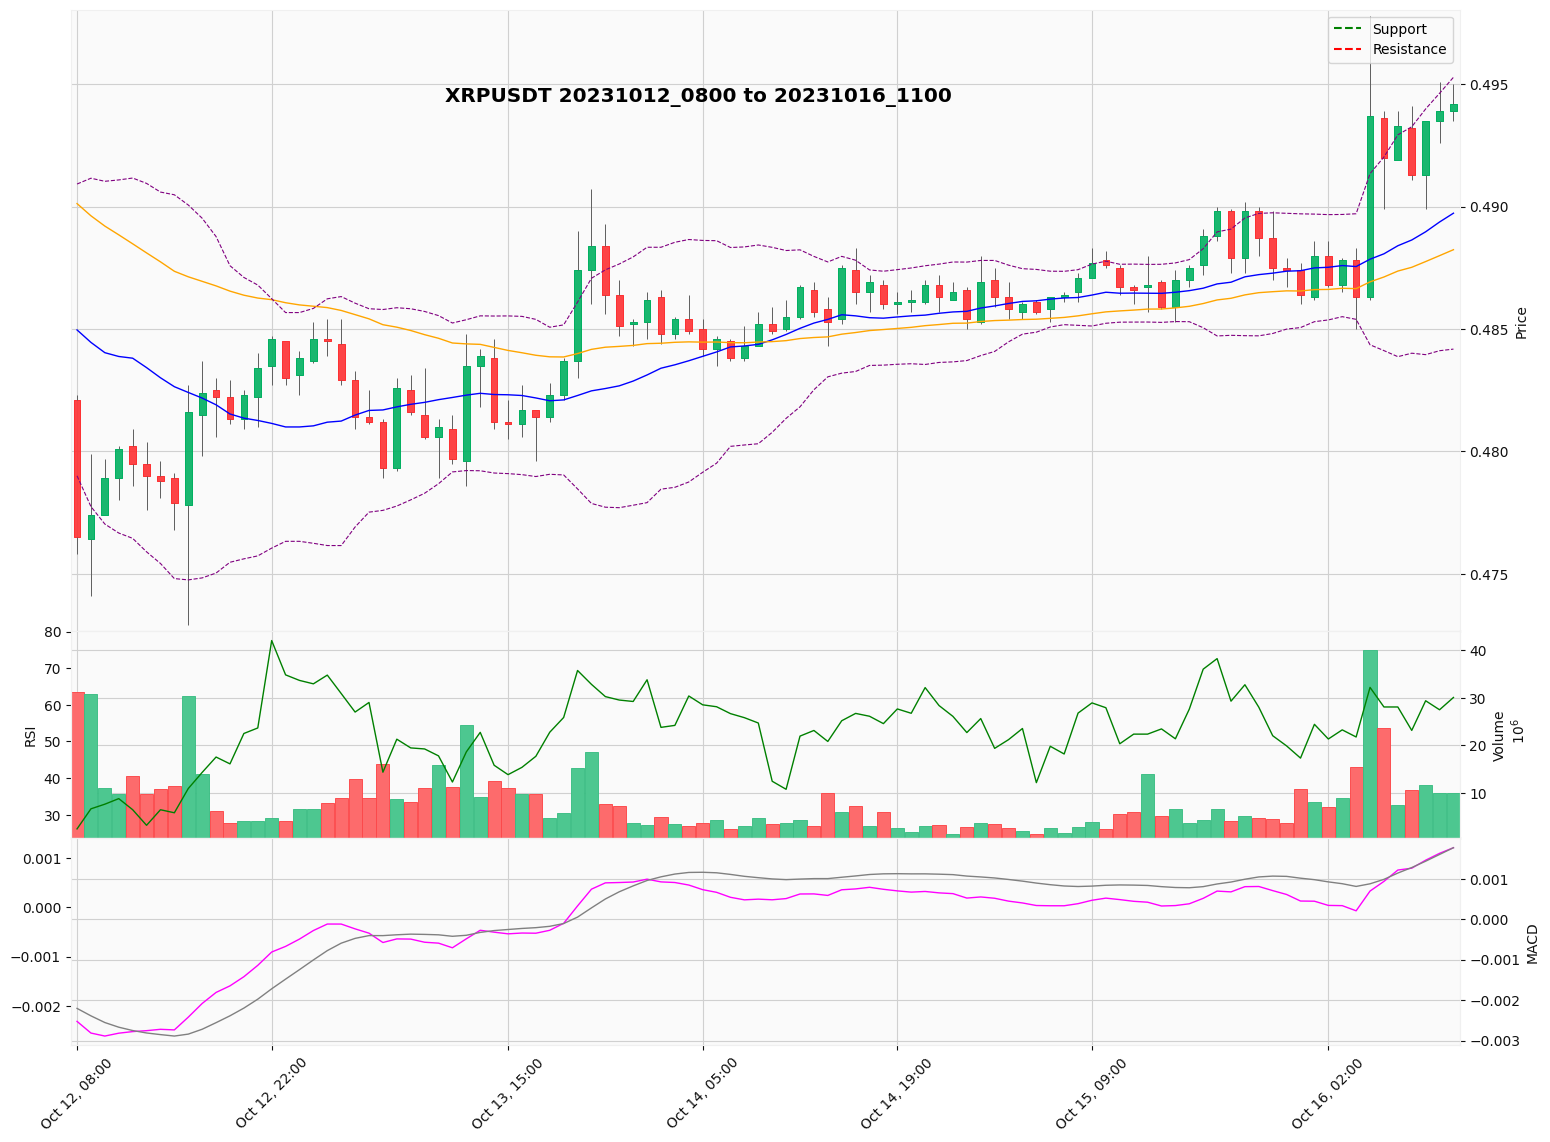 XRPUSDT 20231012_0800 to 20231016_1100
Support
Resistance
0.495
0.490
0.485
0.480
0.475
Price
80
70
60
50
40
30
RSI
40
30
20
10
Volume
10^6
0.001
0.000
−0.001
−0.002
0.001
0.000
−0.001
−0.002
−0.003
MACD
Oct 12, 08:00
Oct 12, 22:00
Oct 13, 15:00
Oct 14, 05:00
Oct 14, 19:00
Oct 15, 09:00
Oct 16, 02:00